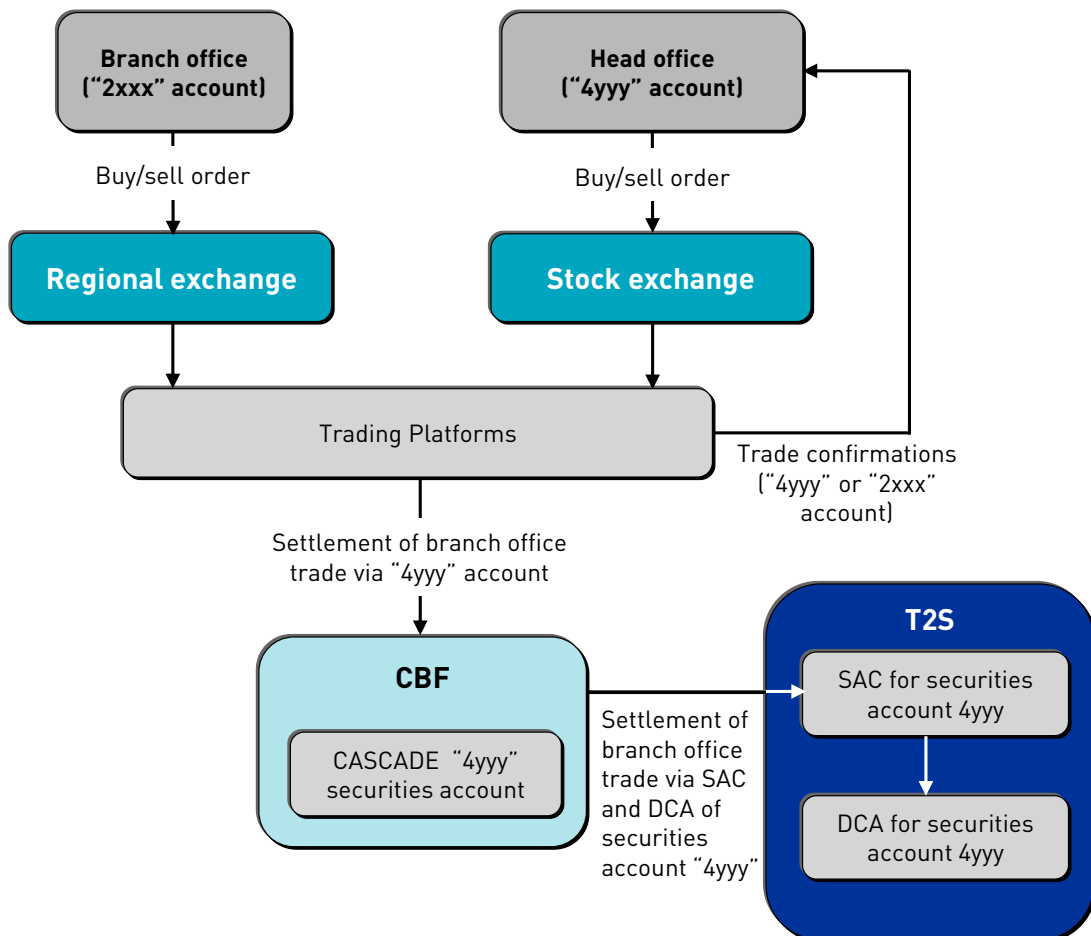 Branch office
(“2xxx” account)
Head office
(“4yyy” account)
Buy/sell order
Buy/sell order
Regional exchange
Stock exchange
Trading Platforms
Trade confirmations
(“4yyy” or “2xxx”
account)
Settlement of branch office
trade via “4yyy” account
CBF
CASCADE “4yyy”
securities account
Settlement of
branch office
trade via SAC
and DCA of
securities
account “4yyy”
T2S
SAC for securities
account 4yyy
DCA for securities
account 4yyy